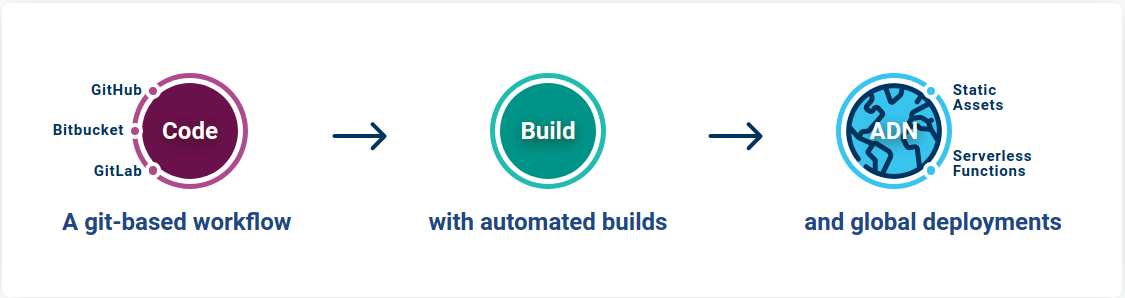 GitHub
Bitbucket
GitLab
Code
A git-based workflow
Build
with automated builds
ADN
Static
Assets
Serverless
Functions
and global deployments